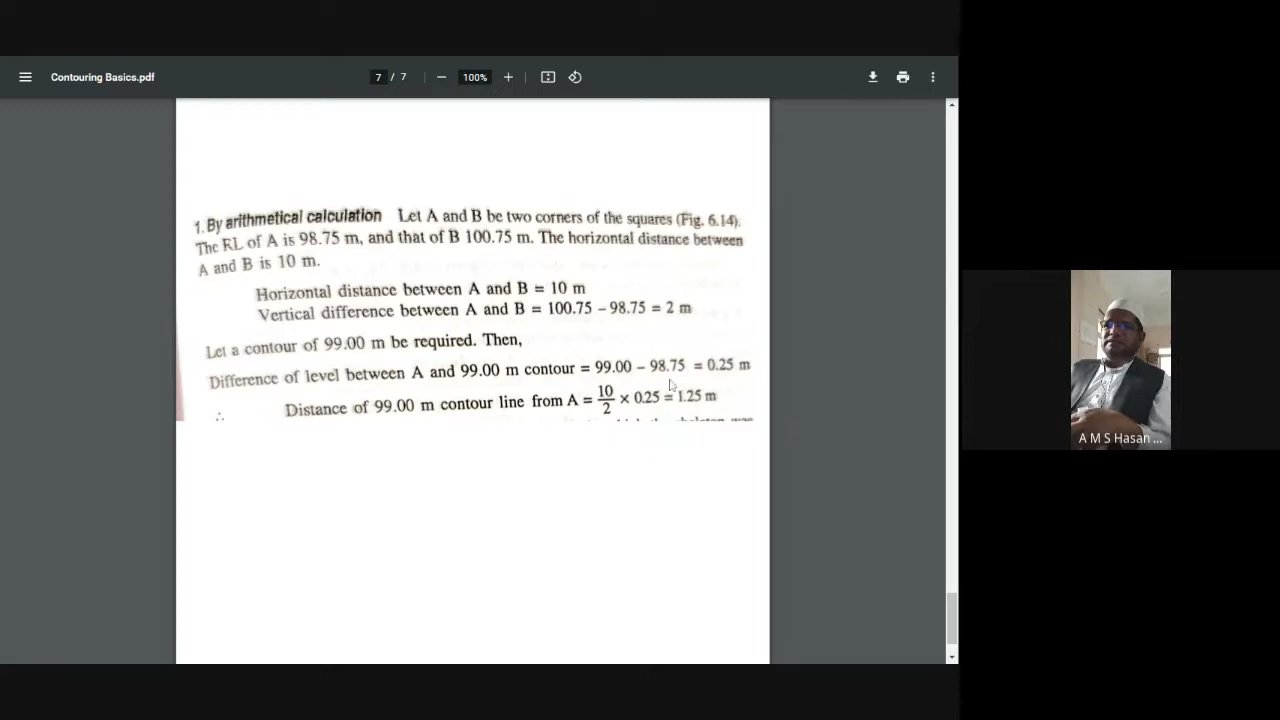 Contouring Basics.pdf
7 / 7
100%
1. By arithmetical calculation Let A and B be two corners of the squares (Fig. 6.14).
The RL of A is 98.75 m, and that of B 100.75 m. The horizontal distance between
A and B is 10 m.
Horizontal distance between A and B = 10 m
Vertical difference between A and B = 100.75 – 98.75 = 2 m
Let a contour of 99.00 m be required. Then,
Difference of level between A and 99.00 m contour = 99.00 – 98.75 = 0.25 m
∴ Distance of 99.00 m contour line from A = 10/2 × 0.25 = 1.25 m
A M S Hasan ...